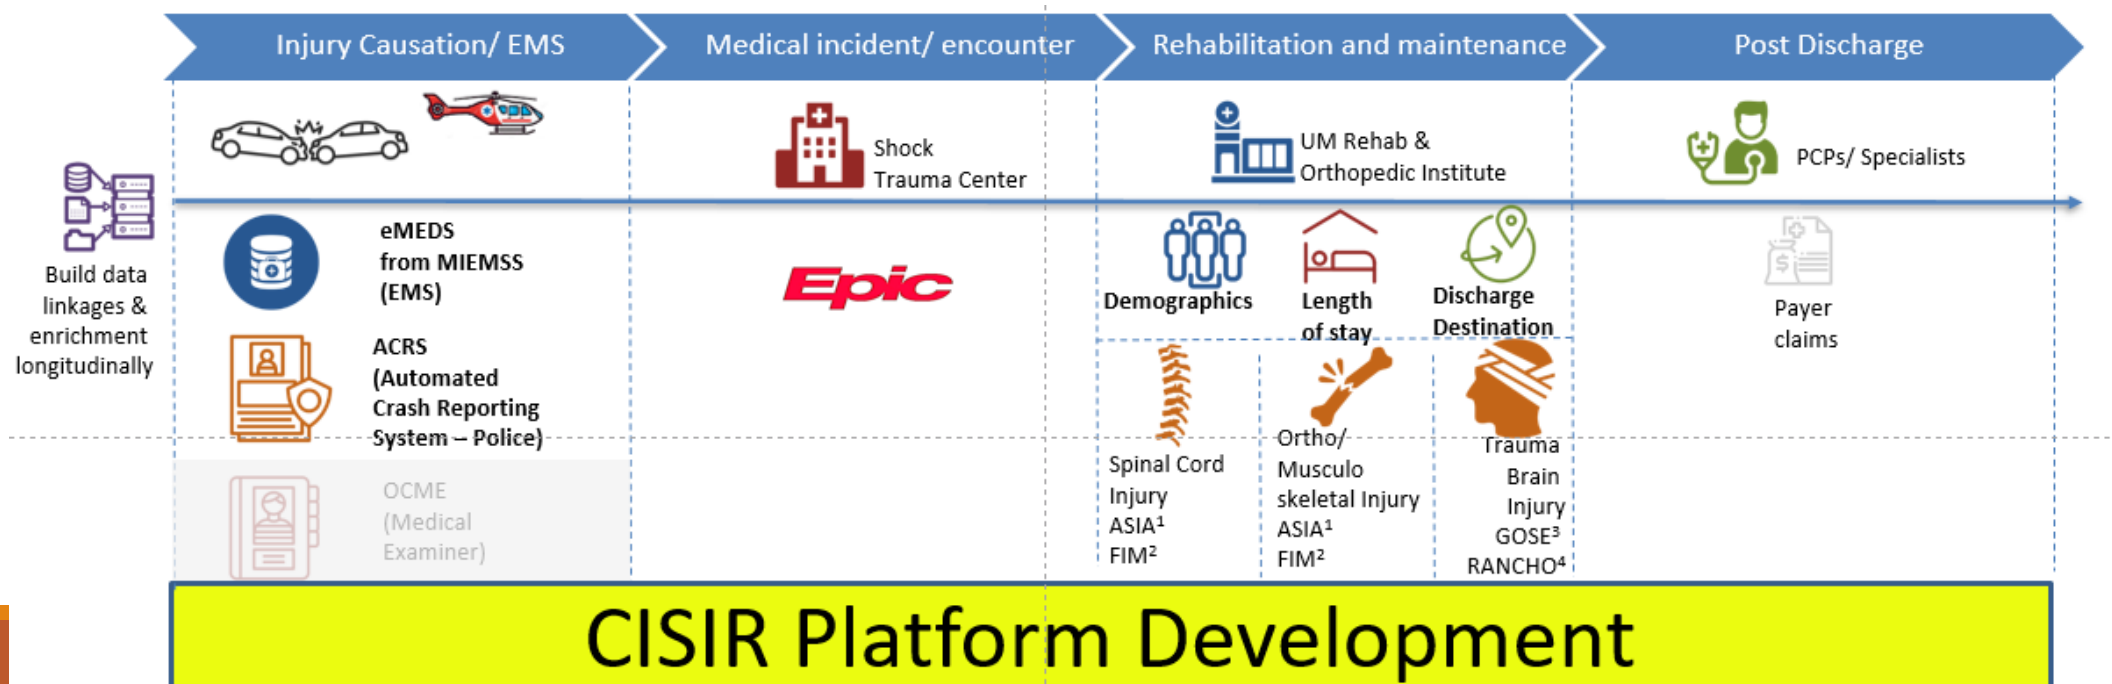 Injury Causation/ EMS
Medical incident/ encounter
Rehabilitation and maintenance
Post Discharge
Shock
Trauma Center
UM Rehab &
Orthopedic Institute
PCPs/ Specialists
Build data
linkages &
enrichment
longitudinally
eMEDS
from MIEMSS
(EMS)
ACRS
(Automated
Crash Reporting
System – Police)
OCME
(Medical
Examiner)
Epic
Demographics
Length
of stay
Discharge
Destination
Spinal Cord
Injury
ASIA¹
FIM²
Ortho/
Musculo
skeletal Injury
ASIA¹
FIM²
Trauma
Brain
Injury
GOSE³
RANCHO⁴
Payer
claims
CISIR Platform Development